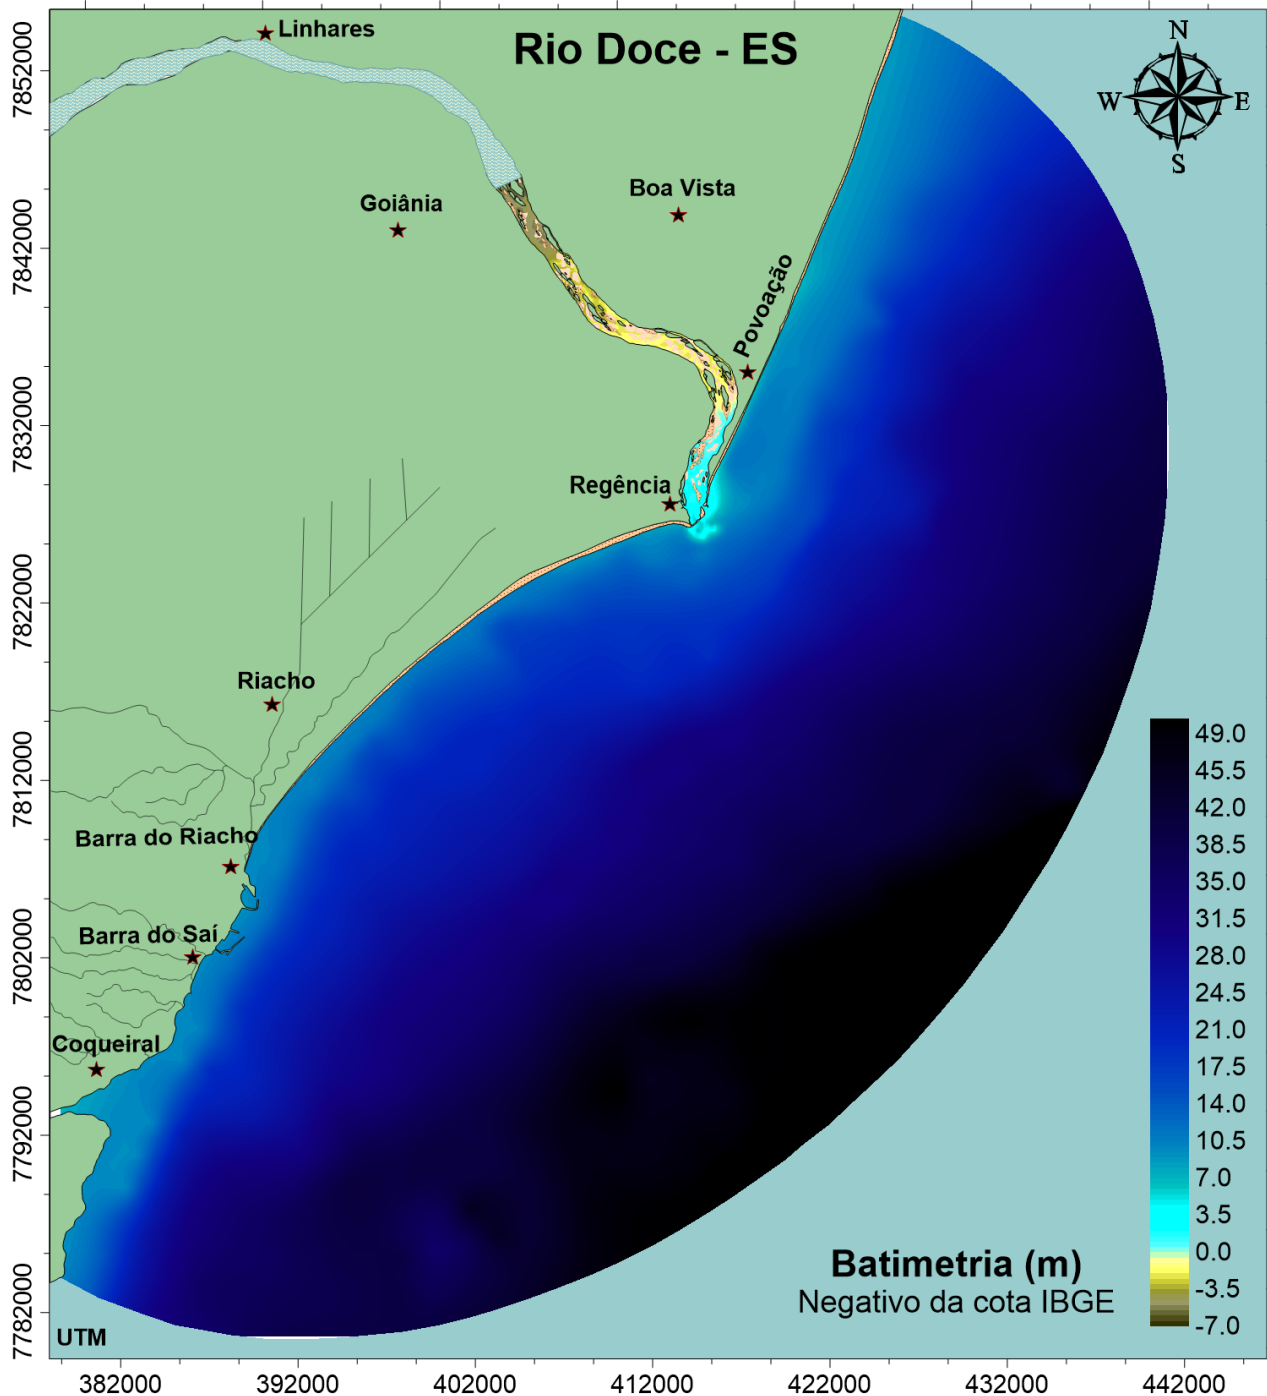 Linhares
Rio Doce - ES
N
W
E
S
Boa Vista
Goiânia
Povoação
Regência
Riacho
Barra do Riacho
Barra do Saí
Coqueiral
7852000
7842000
7832000
7822000
7812000
7802000
7792000
7782000
49.0
45.5
42.0
38.5
35.0
31.5
28.0
24.5
21.0
17.5
14.0
10.5
7.0
3.5
0.0
-3.5
-7.0
Batimetria (m)
Negativo da cota IBGE
UTM
382000
392000
402000
412000
422000
432000
442000